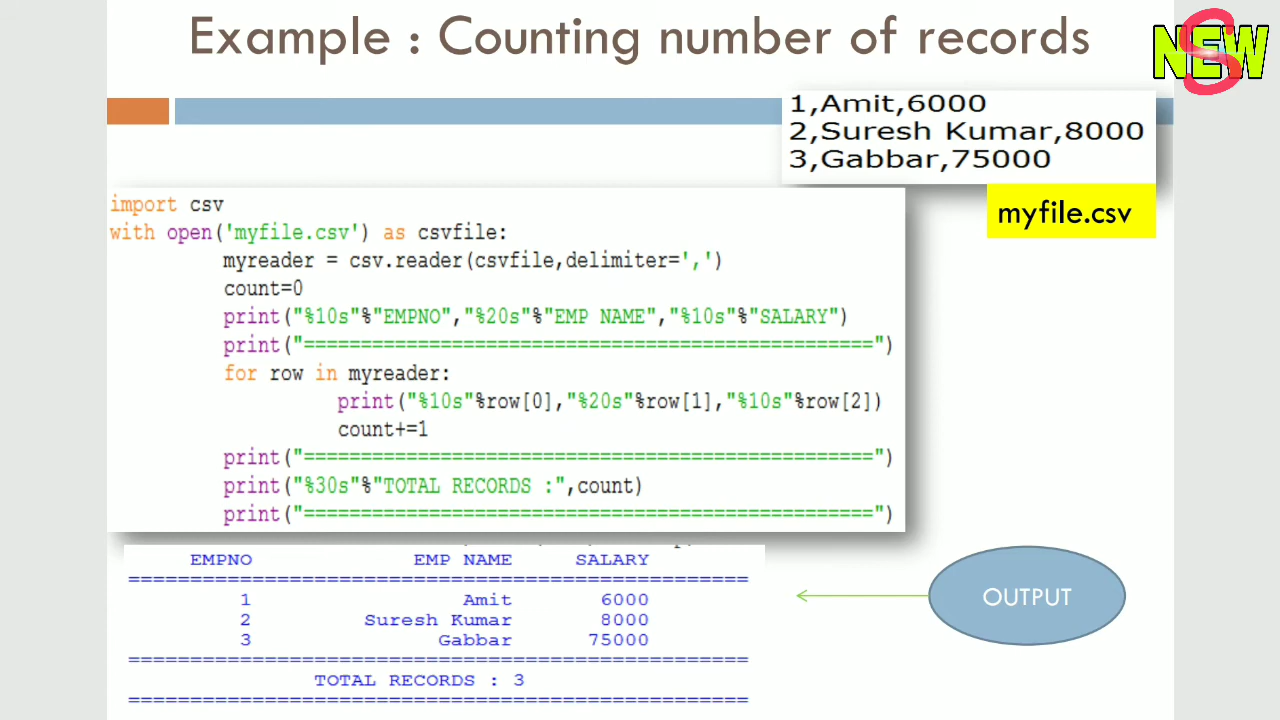 Example : Counting number of records
NEW
S
1,Amit,6000
2,Suresh Kumar,8000
3,Gabbar,75000
myfile.csv
import csv
with open('myfile.csv') as csvfile:
myreader = csv.reader(csvfile,delimiter=',')
count=0
print("%10s"%"EMPNO","%20s"%"EMP NAME","%10s"%"SALARY")
print("==================================================")
for row in myreader:
print("%10s"%row[0],"%20s"%row[1],"%10s"%row[2])
count+=1
print("==================================================")
print("%30s"%"TOTAL RECORDS :",count)
print("==================================================")
EMPNO EMP NAME SALARY
==================================================
1 Amit 6000
2 Suresh Kumar 8000
3 Gabbar 75000
==================================================
TOTAL RECORDS : 3
==================================================
OUTPUT